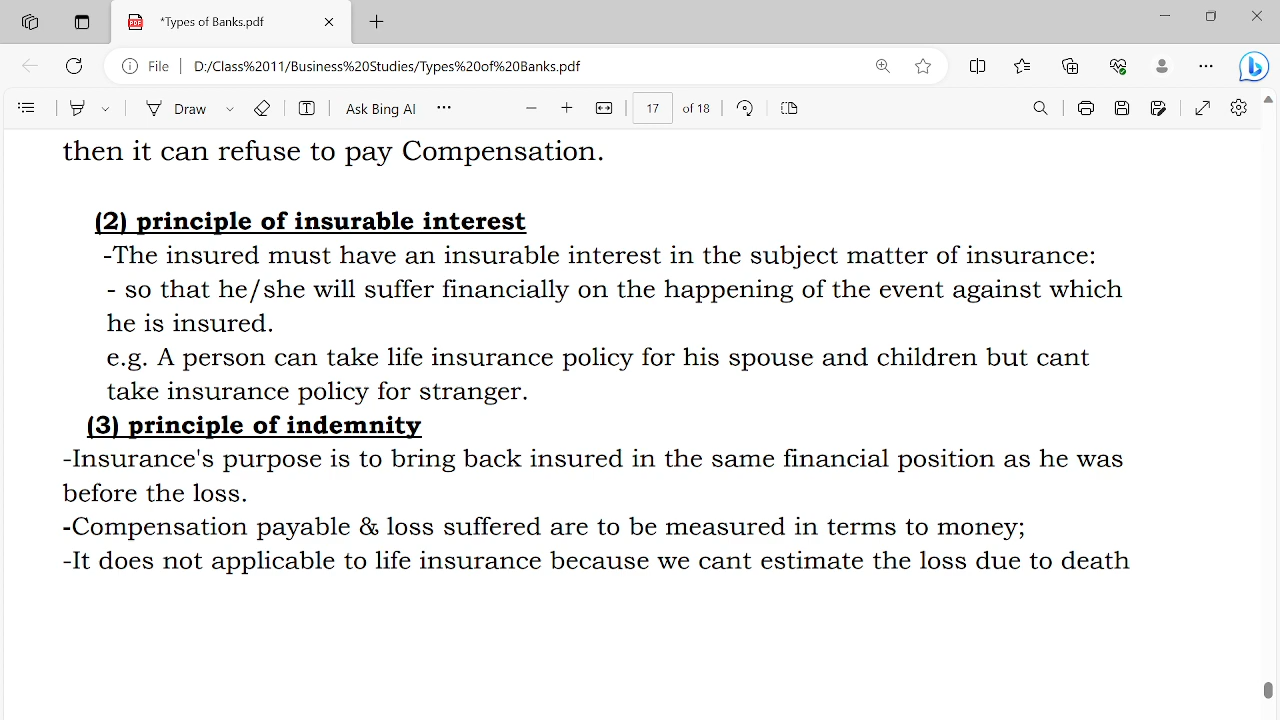 *Types of Banks.pdf
File | D:/Class%2011/Business%20Studies/Types%20of%20Banks.pdf
Draw Ask Bing AI 17 of 18
then it can refuse to pay Compensation.
(2) principle of insurable interest
-The insured must have an insurable interest in the subject matter of insurance:
- so that he/she will suffer financially on the happening of the event against which
he is insured.
e.g. A person can take life insurance policy for his spouse and children but cant
take insurance policy for stranger.
(3) principle of indemnity
-Insurance's purpose is to bring back insured in the same financial position as he was
before the loss.
-Compensation payable & loss suffered are to be measured in terms to money;
-It does not applicable to life insurance because we cant estimate the loss due to death